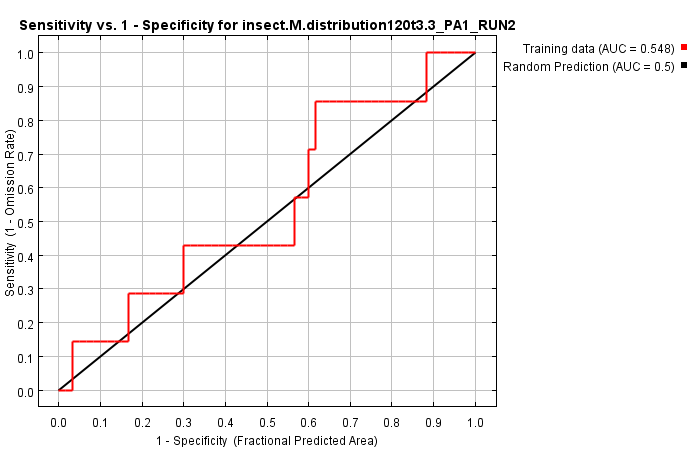 Sensitivity vs. 1 - Specificity for insect.M.distribution120t3.3_PA1_RUN2
Training data (AUC = 0.548)
Random Prediction (AUC = 0.5)
Sensitivity (1 - Omission Rate)
1.0
0.9
0.8
0.7
0.6
0.5
0.4
0.3
0.2
0.1
0.0
0.0 0.1 0.2 0.3 0.4 0.5 0.6 0.7 0.8 0.9 1.0
1 - Specificity (Fractional Predicted Area)